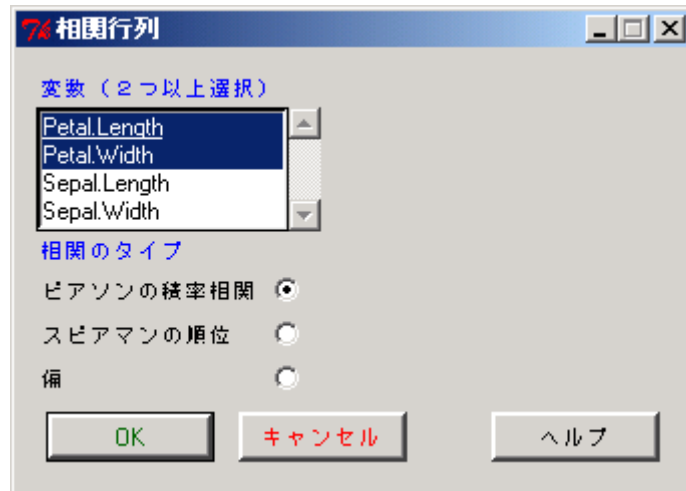 相関行列
変数（２つ以上選択）
Petal.Length
Petal.Width
Sepal.Length
Sepal.Width
相関のタイプ
ピアソンの積率相関
スピアマンの順位
偏
OK キャンセル ヘルプ